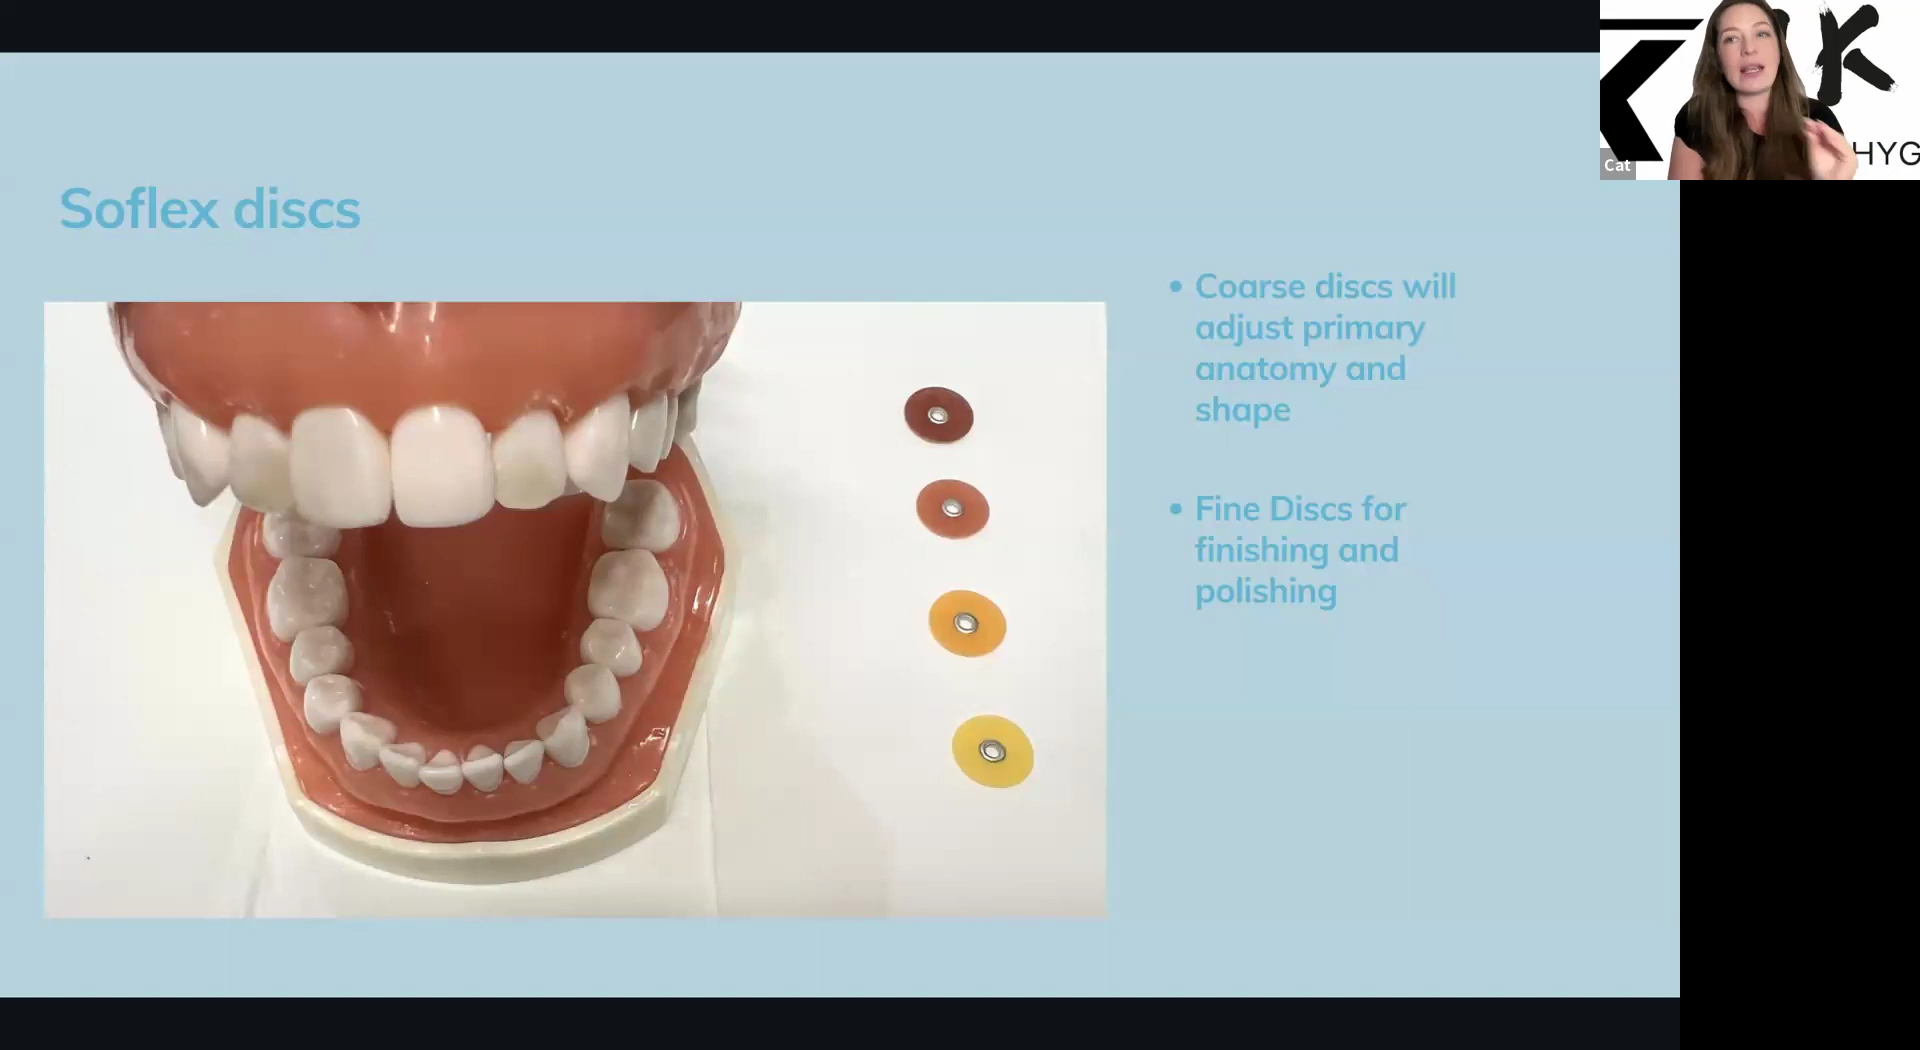 Soflex discs
• Coarse discs will
adjust primary
anatomy and
shape
• Fine Discs for
finishing and
polishing
Cat
K
HYG